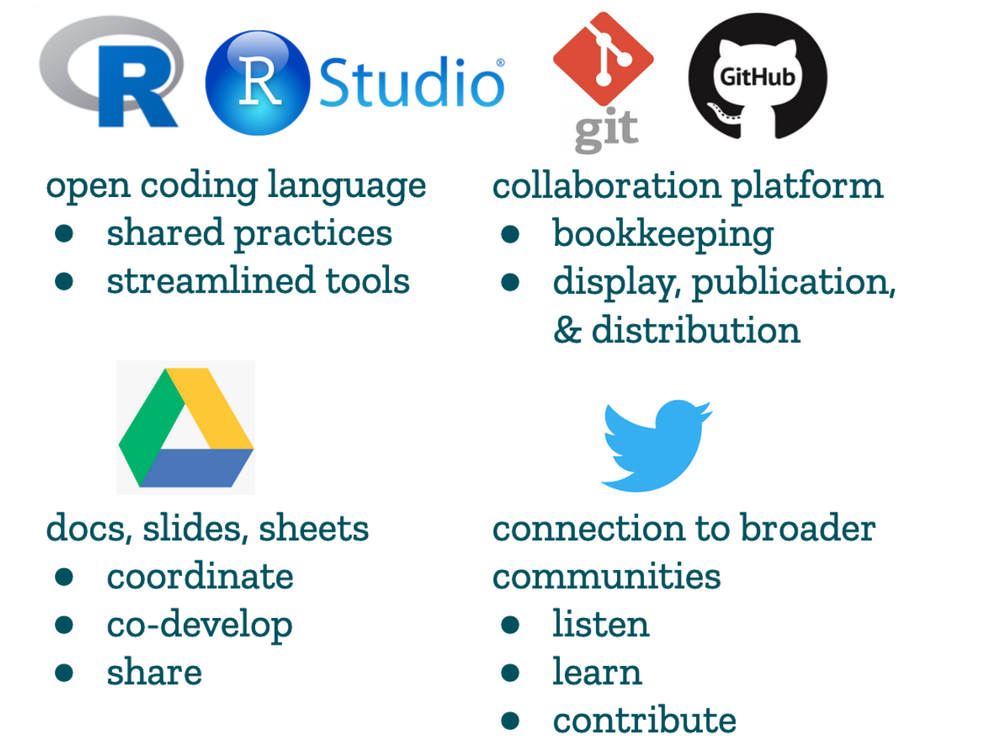 R
R Studio®
git
GitHub
open coding language
● shared practices
● streamlined tools
collaboration platform
● bookkeeping
● display, publication,
& distribution
docs, slides, sheets
● coordinate
● co-develop
● share
connection to broader
communities
● listen
● learn
● contribute